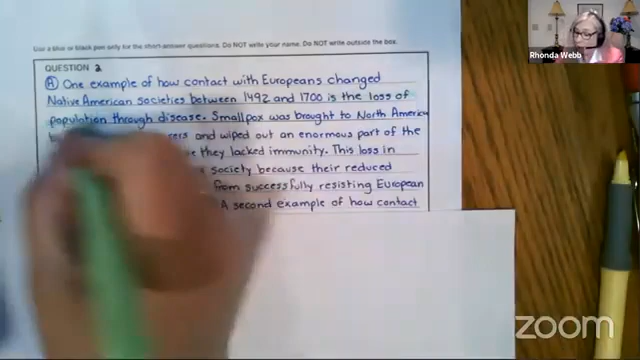 Use a blue or black pen only for the short-answer questions. Do NOT write your name. Do NOT write outside the box.
QUESTION 2
Ⓐ One example of how contact with Europeans changed
Native American societies between 1492 and 1700 is the loss of
population through disease. Smallpox was brought to North America
and wiped out an enormous part of the
they lacked immunity. This loss in
society because their reduced
from successfully resisting European
A second example of how contact
Rhonda Webb
zoom